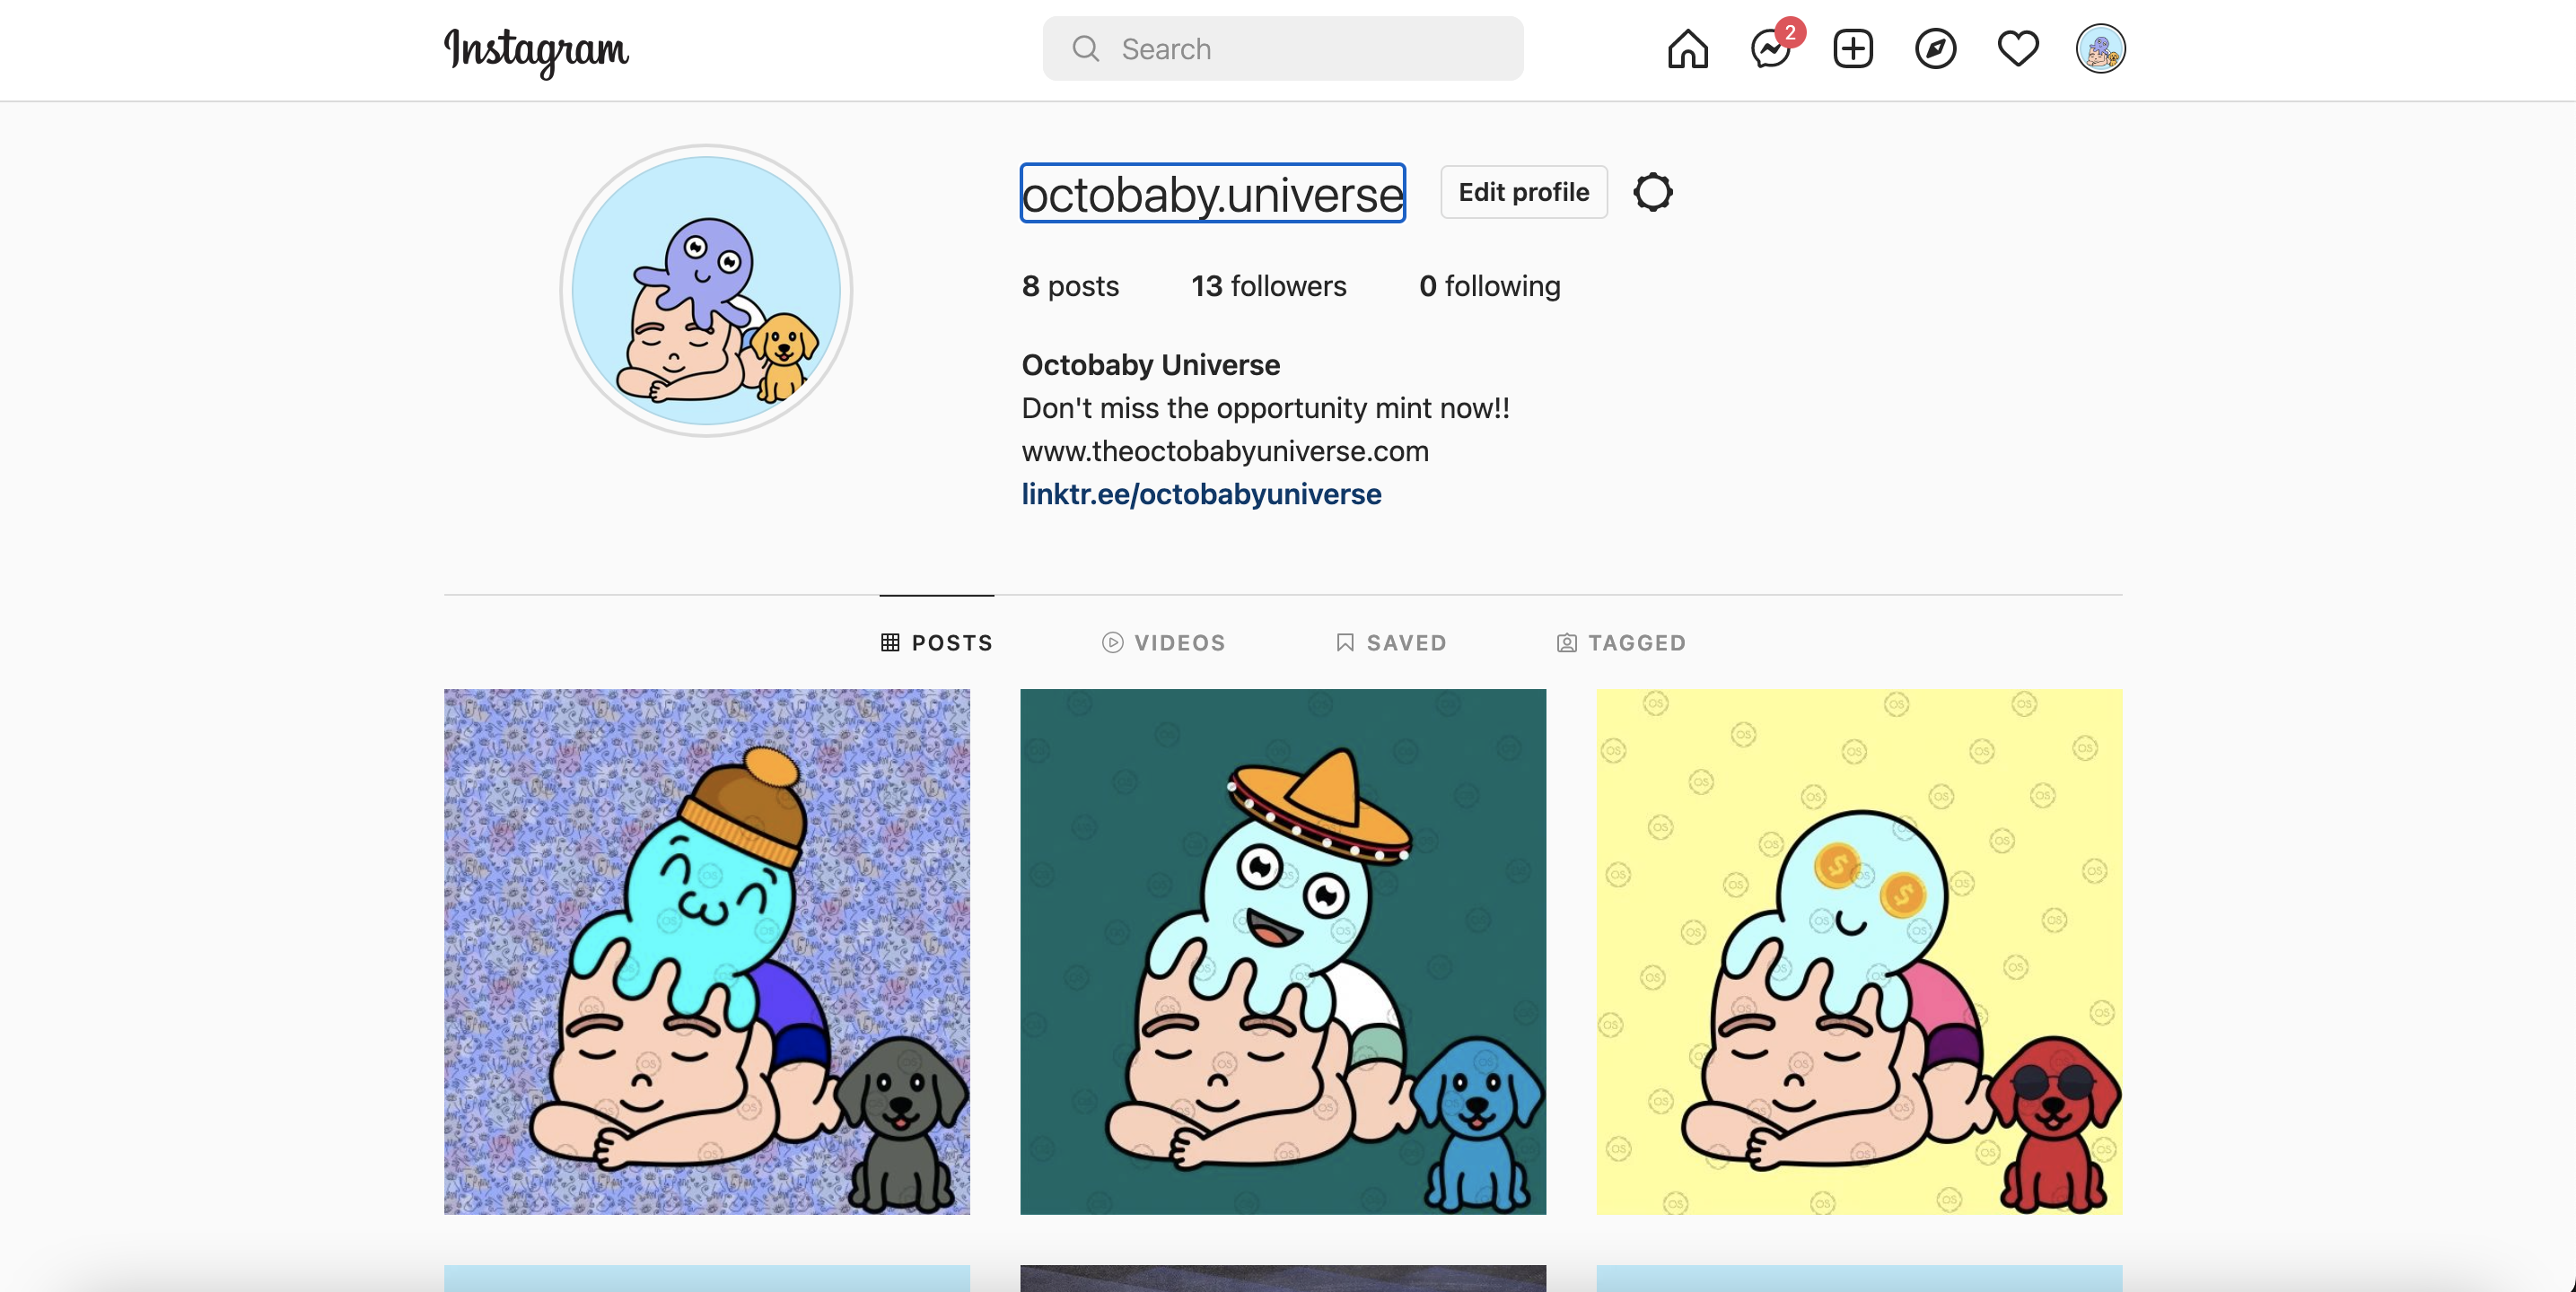 Instagram
Search
2
octobaby.universe
Edit profile
8 posts
13 followers
0 following
Octobaby Universe
Don't miss the opportunity mint now!!
www.theoctobabyuniverse.com
linktr.ee/octobabyuniverse
POSTS
VIDEOS
SAVED
TAGGED